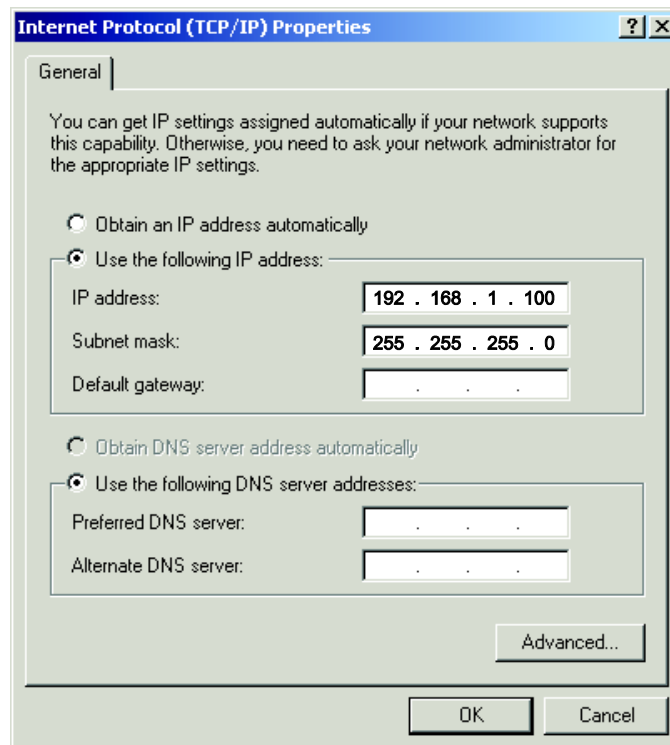 Internet Protocol (TCP/IP) Properties
General
You can get IP settings assigned automatically if your network supports
this capability. Otherwise, you need to ask your network administrator for
the appropriate IP settings.
Obtain an IP address automatically
Use the following IP address:
IP address: 192 . 168 . 1 . 100
Subnet mask: 255 . 255 . 255 . 0
Default gateway: . . .
Obtain DNS server address automatically
Use the following DNS server addresses:
Preferred DNS server: . . .
Alternate DNS server: . . .
Advanced...
OK Cancel